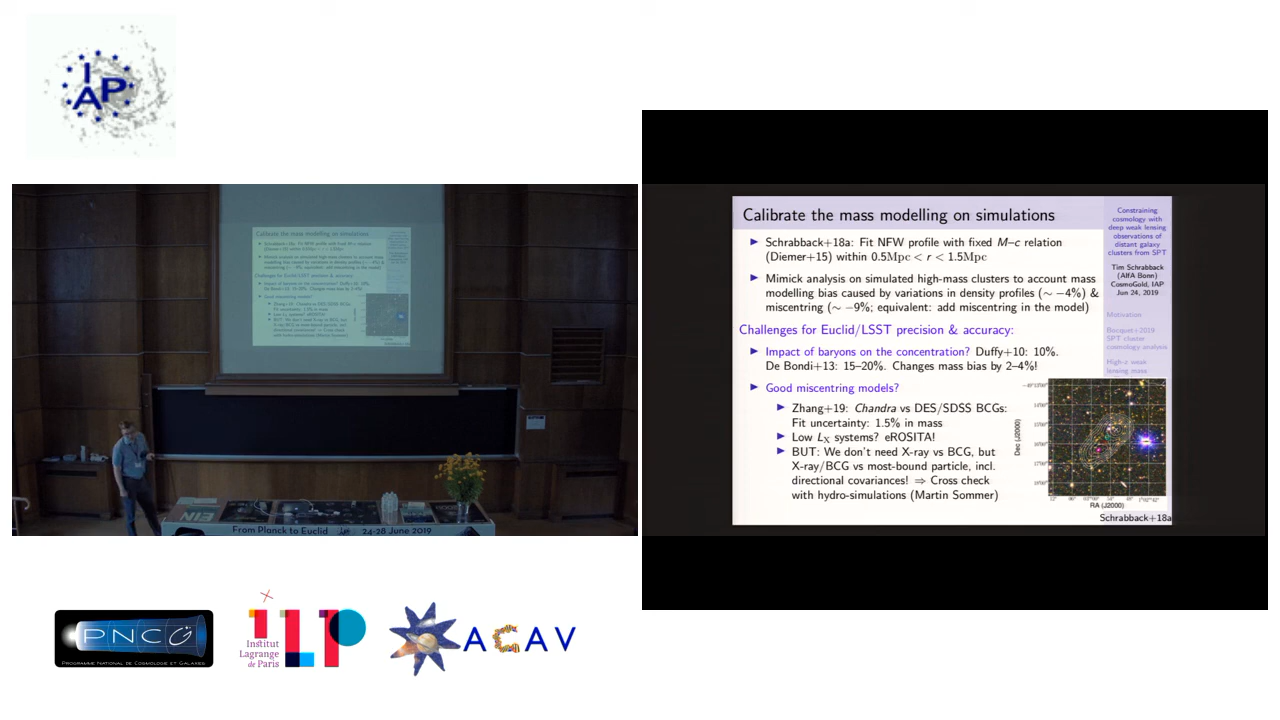 I
AP
Calibrate the mass modelling on simulations
Schrabback+18a: Fit NFW profile with fixed M–c relation
(Diemer+15) within 0.5Mpc < r < 1.5Mpc
Mimick analysis on simulated high-mass clusters to account mass
modelling bias caused by variations in density profiles (∼ −4%) &
miscentring (∼ −9%; equivalent: add miscentring in the model)
Challenges for Euclid/LSST precision & accuracy:
Impact of baryons on the concentration? Duffy+10: 10%.
De Bondi+13: 15–20%. Changes mass bias by 2–4%!
Good miscentring models?
Zhang+19: Chandra vs DES/SDSS BCGs:
Fit uncertainty: 1.5% in mass
Low LX systems? eROSITA!
BUT: We don't need X-ray vs BCG, but
X-ray/BCG vs most-bound particle, incl.
directional covariances! ⇒ Cross check
with hydro-simulations (Martin Sommer)
Constraining
cosmology with
deep weak lensing
observations of
distant galaxy
clusters from SPT
Tim Schrabback
(AIfA Bonn)
CosmoGold, IAP
Jun 24, 2019
Motivation
Bocquet+2019
SPT cluster
cosmology analysis
High-z weak
lensing mass
Dec (J2000)
RA (J2000)
Schrabback+18a
Calibrate the mass modelling on simulations
From Planck to Euclid
24-28 June 2019
PNCG
PROGRAMME NATIONAL DE COSMOLOGIE ET GALAXIES
iLP
Institut
Lagrange
de Paris
ACAV